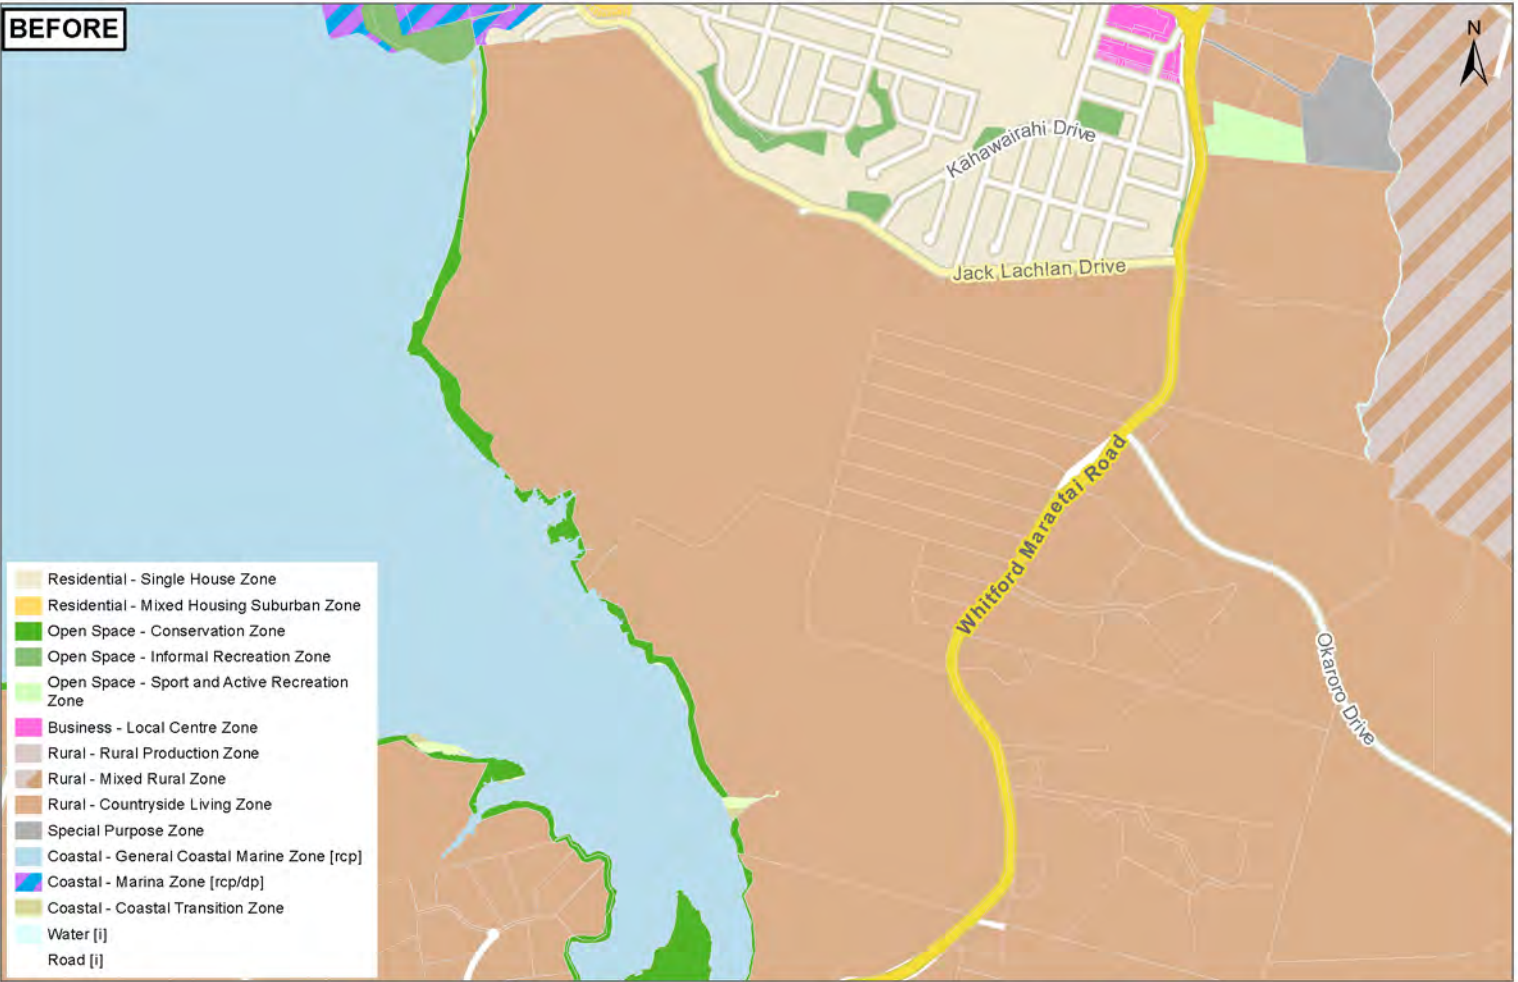 BEFORE
N
Kahawairahi Drive
Jack Lachlan Drive
Whitford Maraetai Road
Okaroro Drive
Residential - Single House Zone
Residential - Mixed Housing Suburban Zone
Open Space - Conservation Zone
Open Space - Informal Recreation Zone
Open Space - Sport and Active Recreation
Zone
Business - Local Centre Zone
Rural - Rural Production Zone
Rural - Mixed Rural Zone
Rural - Countryside Living Zone
Special Purpose Zone
Coastal - General Coastal Marine Zone [rcp]
Coastal - Marina Zone [rcp/dp]
Coastal - Coastal Transition Zone
Water [i]
Road [i]